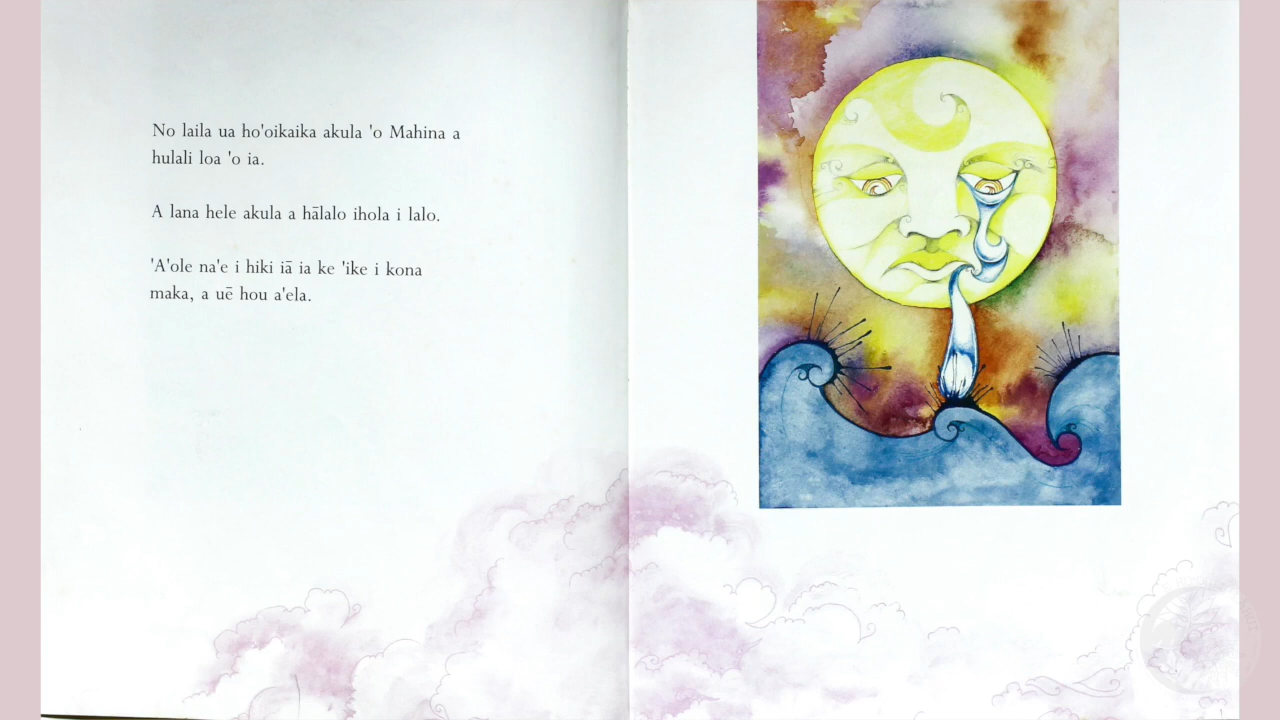 No laila ua ho'oikaika akula 'o Mahina a
hulali loa 'o ia.
A lana hele akula a hālalo ihola i lalo.
'A'ole na'e i hiki iā ia ke 'ike i kona
maka, a uē hou a'ela.